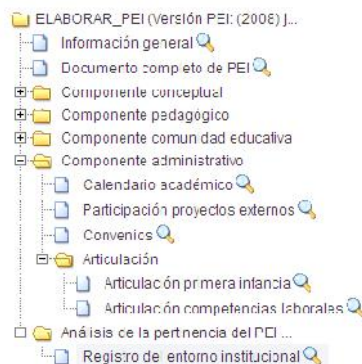 ELABORAR_PEI (Versión PEI: (2008) j...
Información general
Documento completo de PEI
Componente conceptual
Componente pedagógico
Componente comunidad educativa
Componente administrativo
Calendario académico
Participación proyectos externos
Convenios
Articulación
Articulación primera infancia
Articulación competencias laborales
Análisis de la pertinencia del PEI ...
Registro del entorno institucional